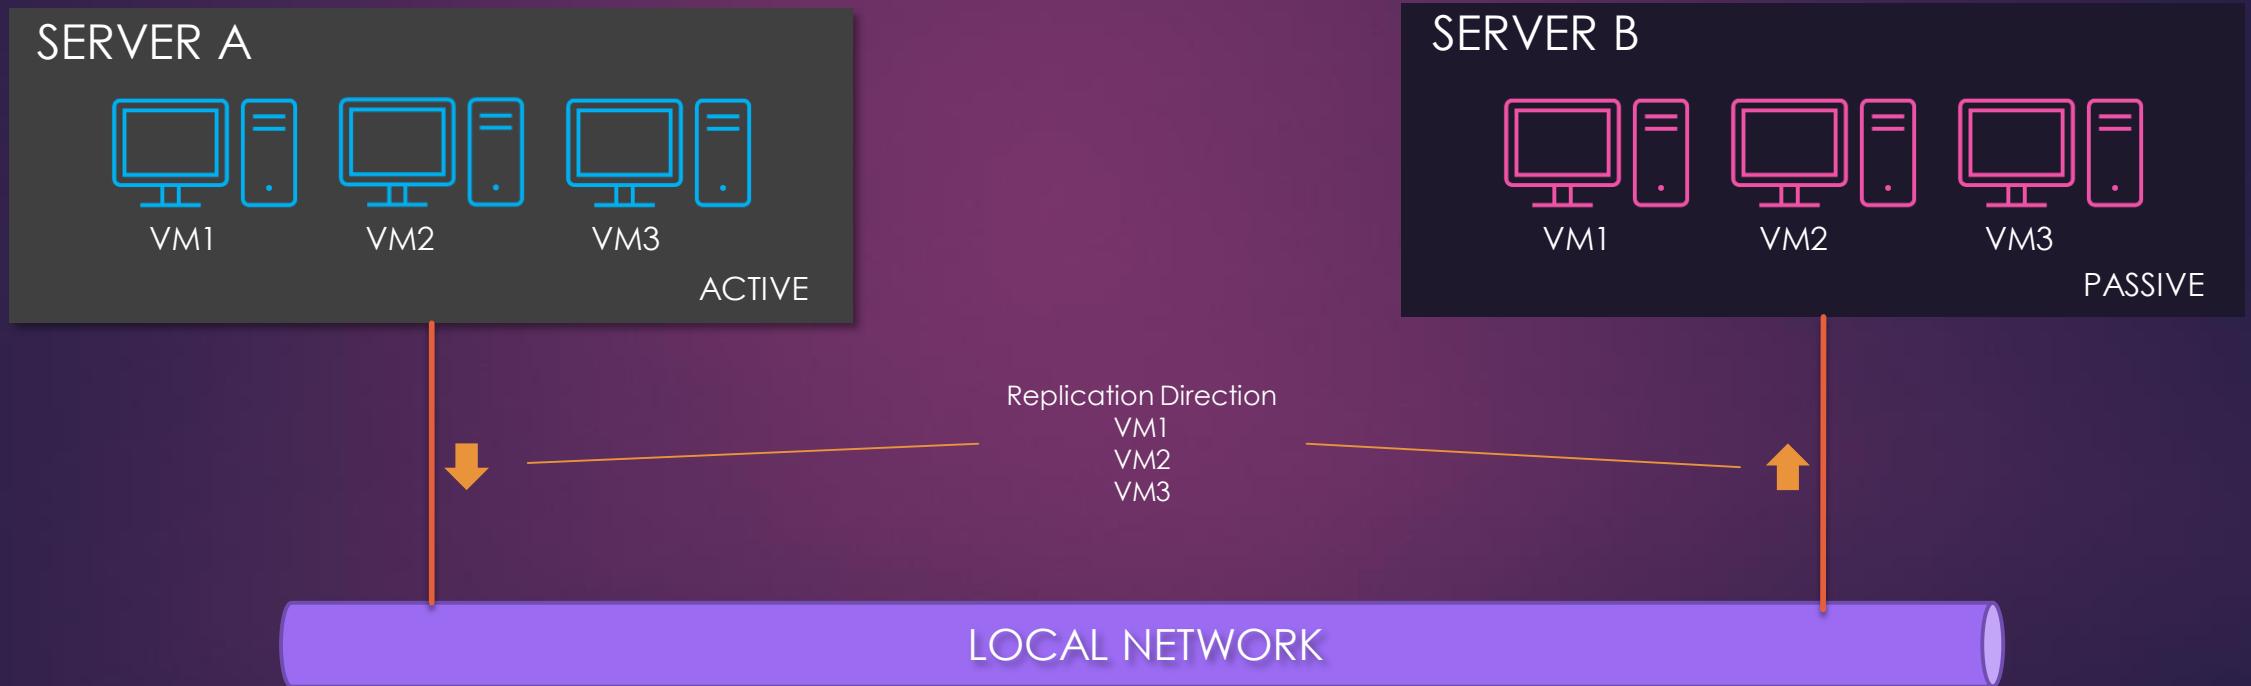 SERVER A
VM1
VM2
VM3
ACTIVE
SERVER B
VM1
VM2
VM3
PASSIVE
Replication Direction
VM1
VM2
VM3
LOCAL NETWORK